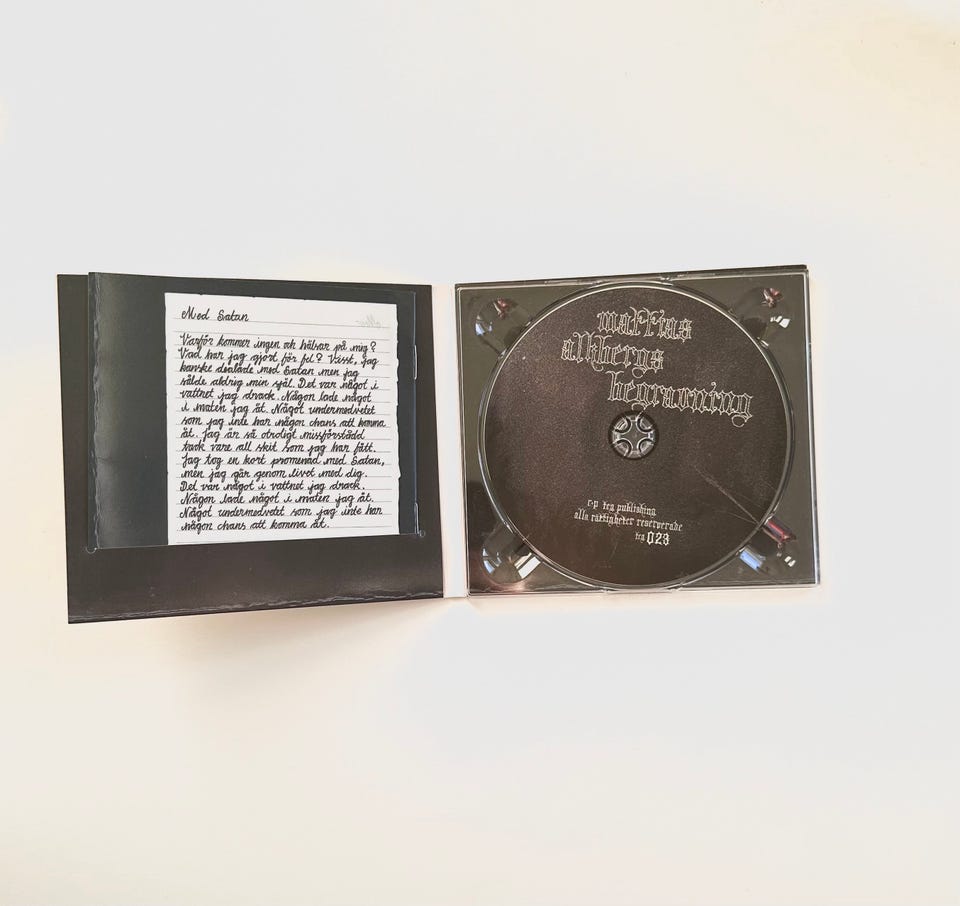 Med Satan
Varför kommer ingen och hälsar på mig?
Vad har jag gjort för fel? Visst, jag
kanske dealade med Satan men jag
sålde aldrig min själ. Det var något i
vattnet jag drack. Någon lade något
i maten jag åt. Något undermedvetet
som jag inte har någon chans att komma
åt. Jag är så otroligt missförstådd
tack vare all skit som jag har fått.
Jag tog en kort promenad med Satan,
men jag går genom livet med dig.
Det var något i vattnet jag drack.
Någon lade något i maten jag åt.
Något undermedvetet som jag inte har
någon chans att komma åt.
mattias
alkbergs
begravning
c+p teg publishing
alla rättigheter reserverade
teg 023